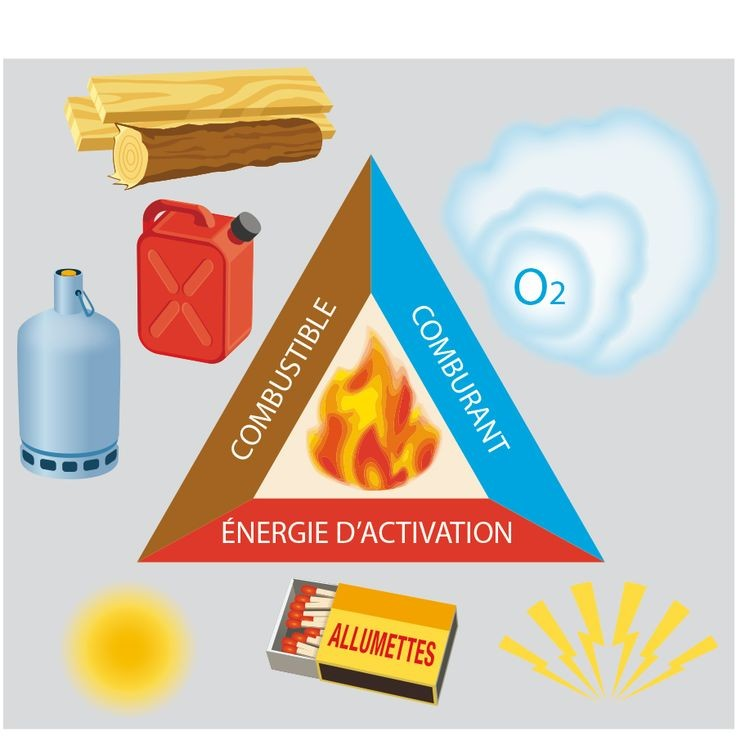 O2
COMBUSTIBLE
COMBURANT
ÉNERGIE D’ACTIVATION
ALLUMETTES